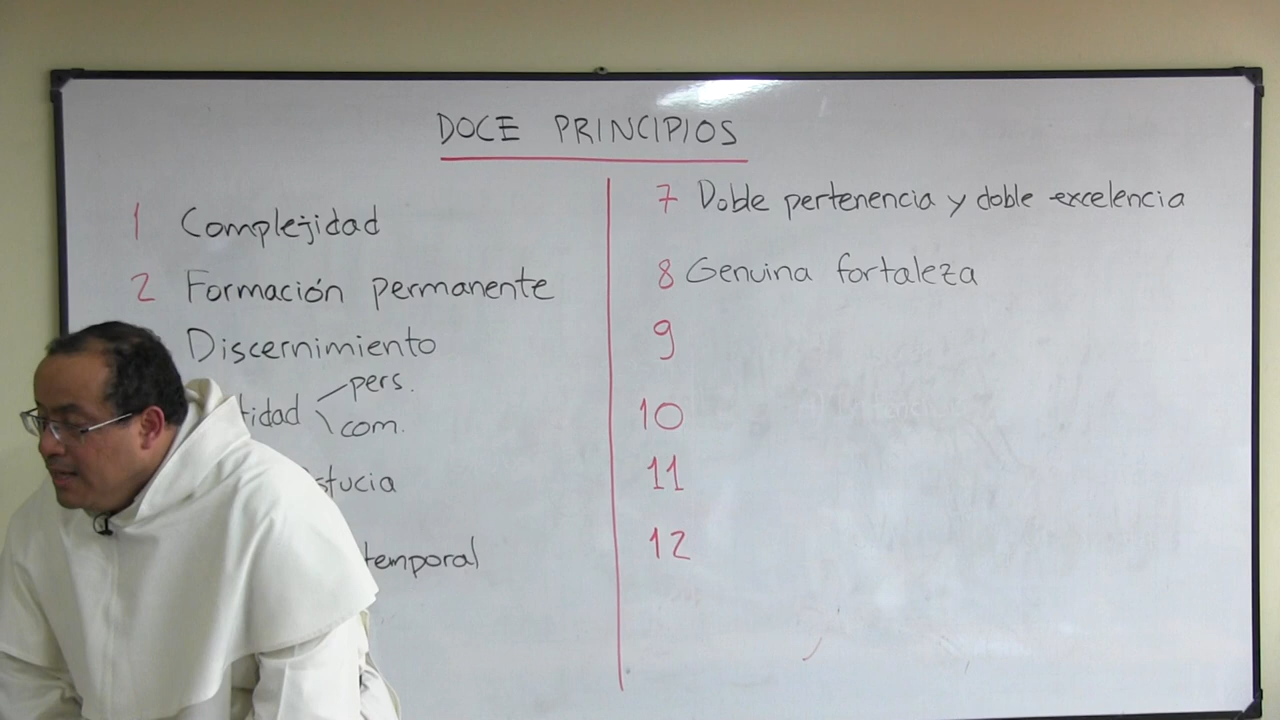 DOCE PRINCIPIOS
1 Complejidad
2 Formación permanente
Discernimiento
pers.
com.
temporal
7 Doble pertenencia y doble excelencia
8 Genuina fortaleza
9
10
11
12